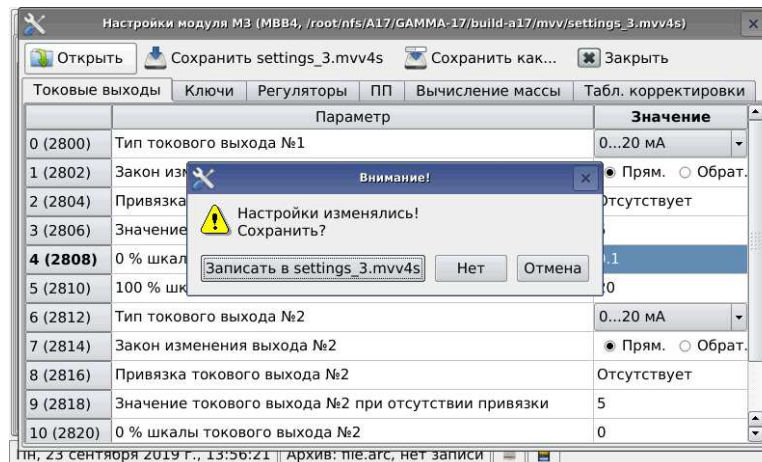 Настройки модуля М3 (МВВ4, /root/nfs/A17/GAMMA-17/build-a17/mvv/settings_3.mvv4s)
Открыть Сохранить settings_3.mvv4s Сохранить как... Закрыть
Токовые выходы Ключи Регуляторы ПП Вычисление массы Табл. корректировки
Параметр Значение
0 (2800) Тип токового выхода №1 0...20 мА
1 (2802) Закон Прям. Обрат.
2 (2804) Привязка
3 (2806) Значение
4 (2808) 0 % .1
5 (2810) 100 %
6 (2812) Тип токового выхода №2 0...20 мА
7 (2814) Закон изменения выхода №2 Прям. Обрат.
8 (2816) Привязка токового выхода №2 Отсутствует
9 (2818) Значение токового выхода №2 при отсутствии привязки 5
10 (2820) 0 % шкалы токового выхода №2 0
Внимание!
Настройки изменялись!
Сохранить?
Записать в settings_3.mvv4s Нет Отмена
Пн, 23 сентября 2019 г., 13:56:21 Архив: file.arc, нет записи